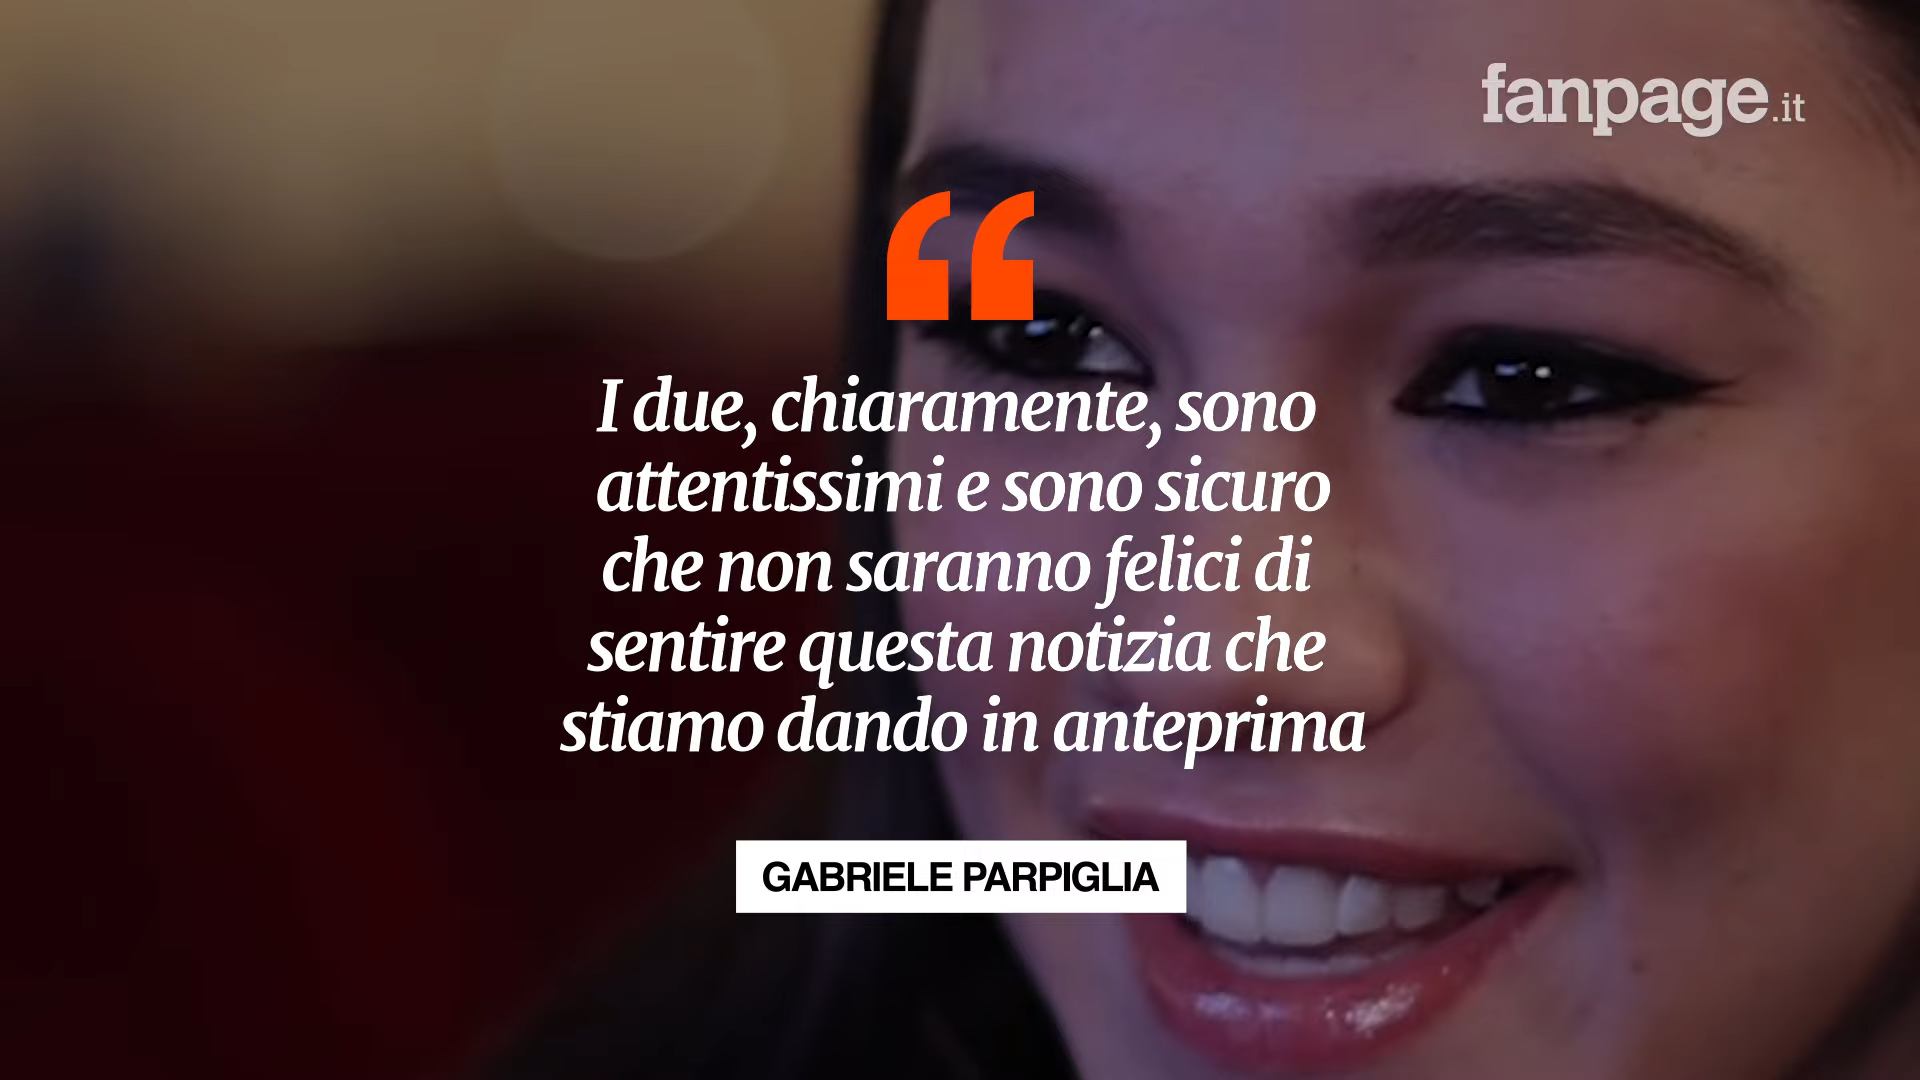 fanpage.it
I due, chiaramente, sono
attentissimi e sono sicuro
che non saranno felici di
sentire questa notizia che
stiamo dando in anteprima
GABRIELE PARPIGLIA